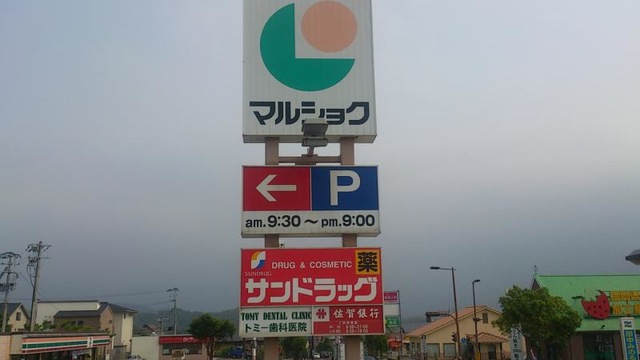 マルショク
P
am.9:30～pm.9:00
SUNDRUG
DRUG & COSMETIC
薬
サンドラッグ
TOMY DENTAL CLINIC
トミー歯科医院
佐賀銀行